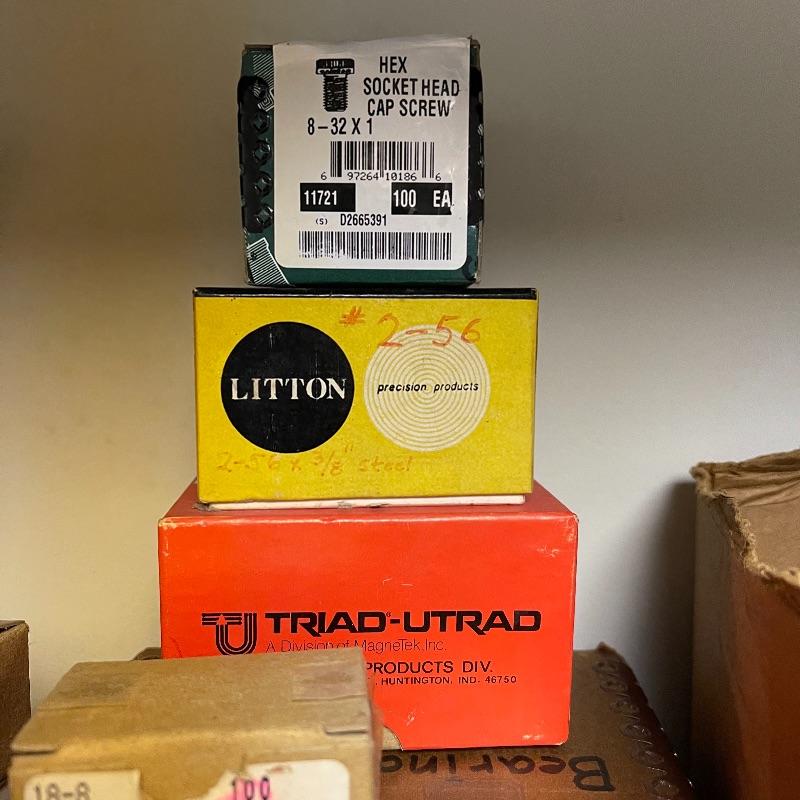 HEX
SOCKET HEAD
CAP SCREW
8-32 X 1
6 97264 10186 6
11721 100 EA
(S) D2665391
#2-56
LITTON precision products
2-56 x 3/8" steel
TRIAD-UTRAD
A Division of MagneTek, Inc.
PRODUCTS DIV.
, HUNTINGTON, IND. 46750
18-8 100
Bearing